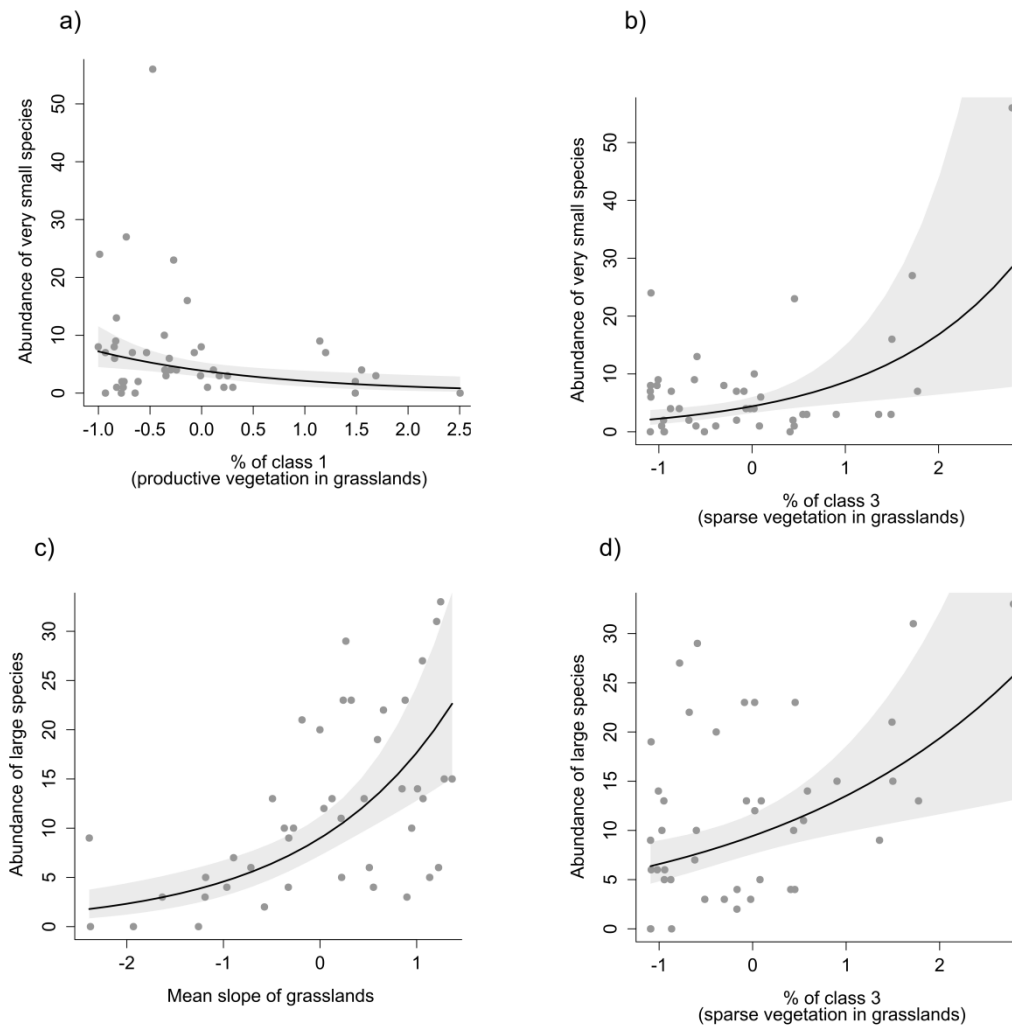 a)
Abundance of very small species
50
40
30
20
10
0
-1.0 -0.5 0.0 0.5 1.0 1.5 2.0 2.5
% of class 1
(productive vegetation in grasslands)
b)
Abundance of very small species
50
40
30
20
10
0
-1 0 1 2
% of class 3
(sparse vegetation in grasslands)
c)
Abundance of large species
30
25
20
15
10
5
0
-2 -1 0 1
Mean slope of grasslands
d)
Abundance of large species
30
25
20
15
10
5
0
-1 0 1 2
% of class 3
(sparse vegetation in grasslands)